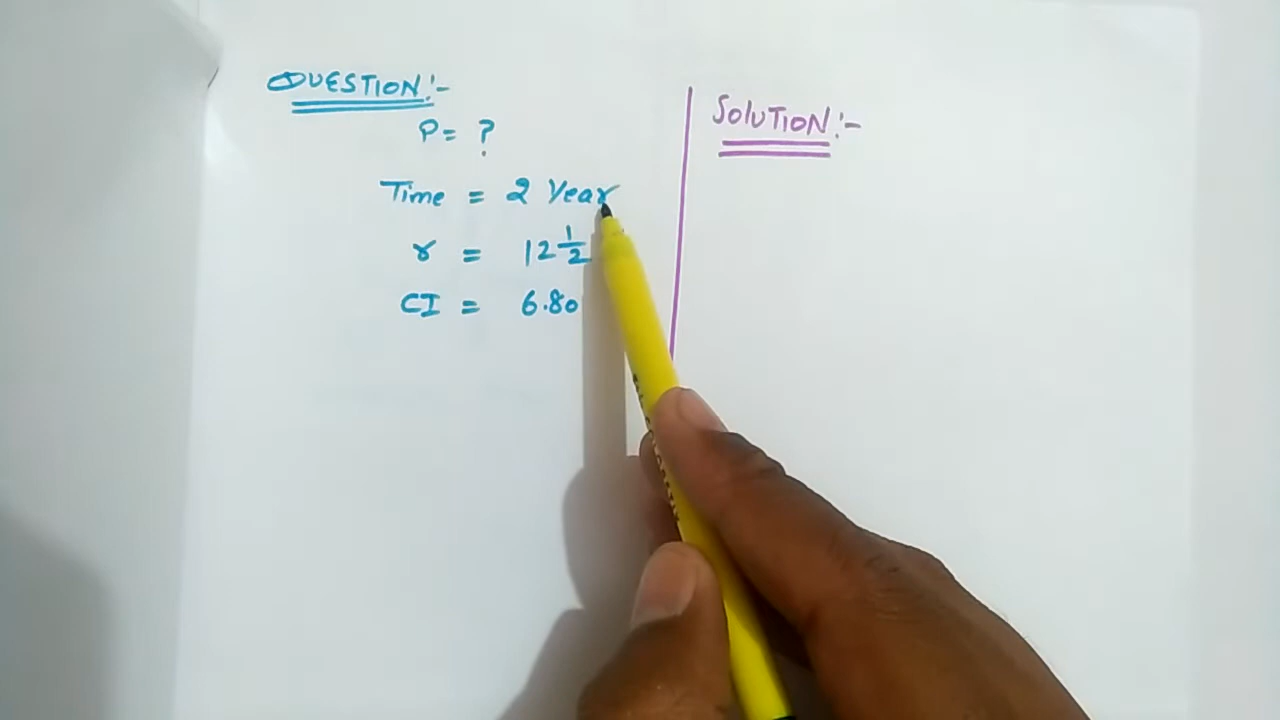 QUESTION:-
P = ?
Time = 2 Year
r = 12 1/2
CI = 6.80
SOLUTION:-